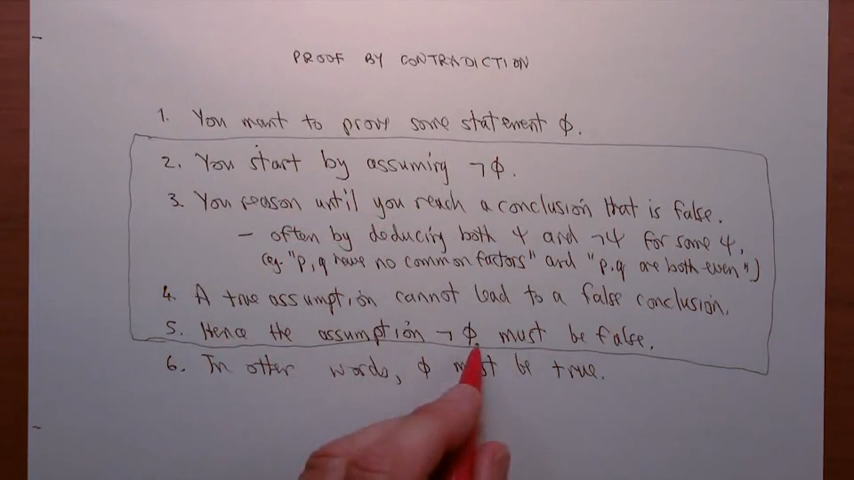 PROOF BY CONTRADICTION
1. You want to prove some statement ϕ.
2. You start by assuming ¬ϕ.
3. You reason until you reach a conclusion that is false.
– often by deducing both ψ and ¬ψ for some ψ.
(eg. "p, q have no common factors" and "p, q are both even")
4. A true assumption cannot lead to a false conclusion.
5. Hence the assumption ¬ϕ must be false.
6. In other words, ϕ must be true.